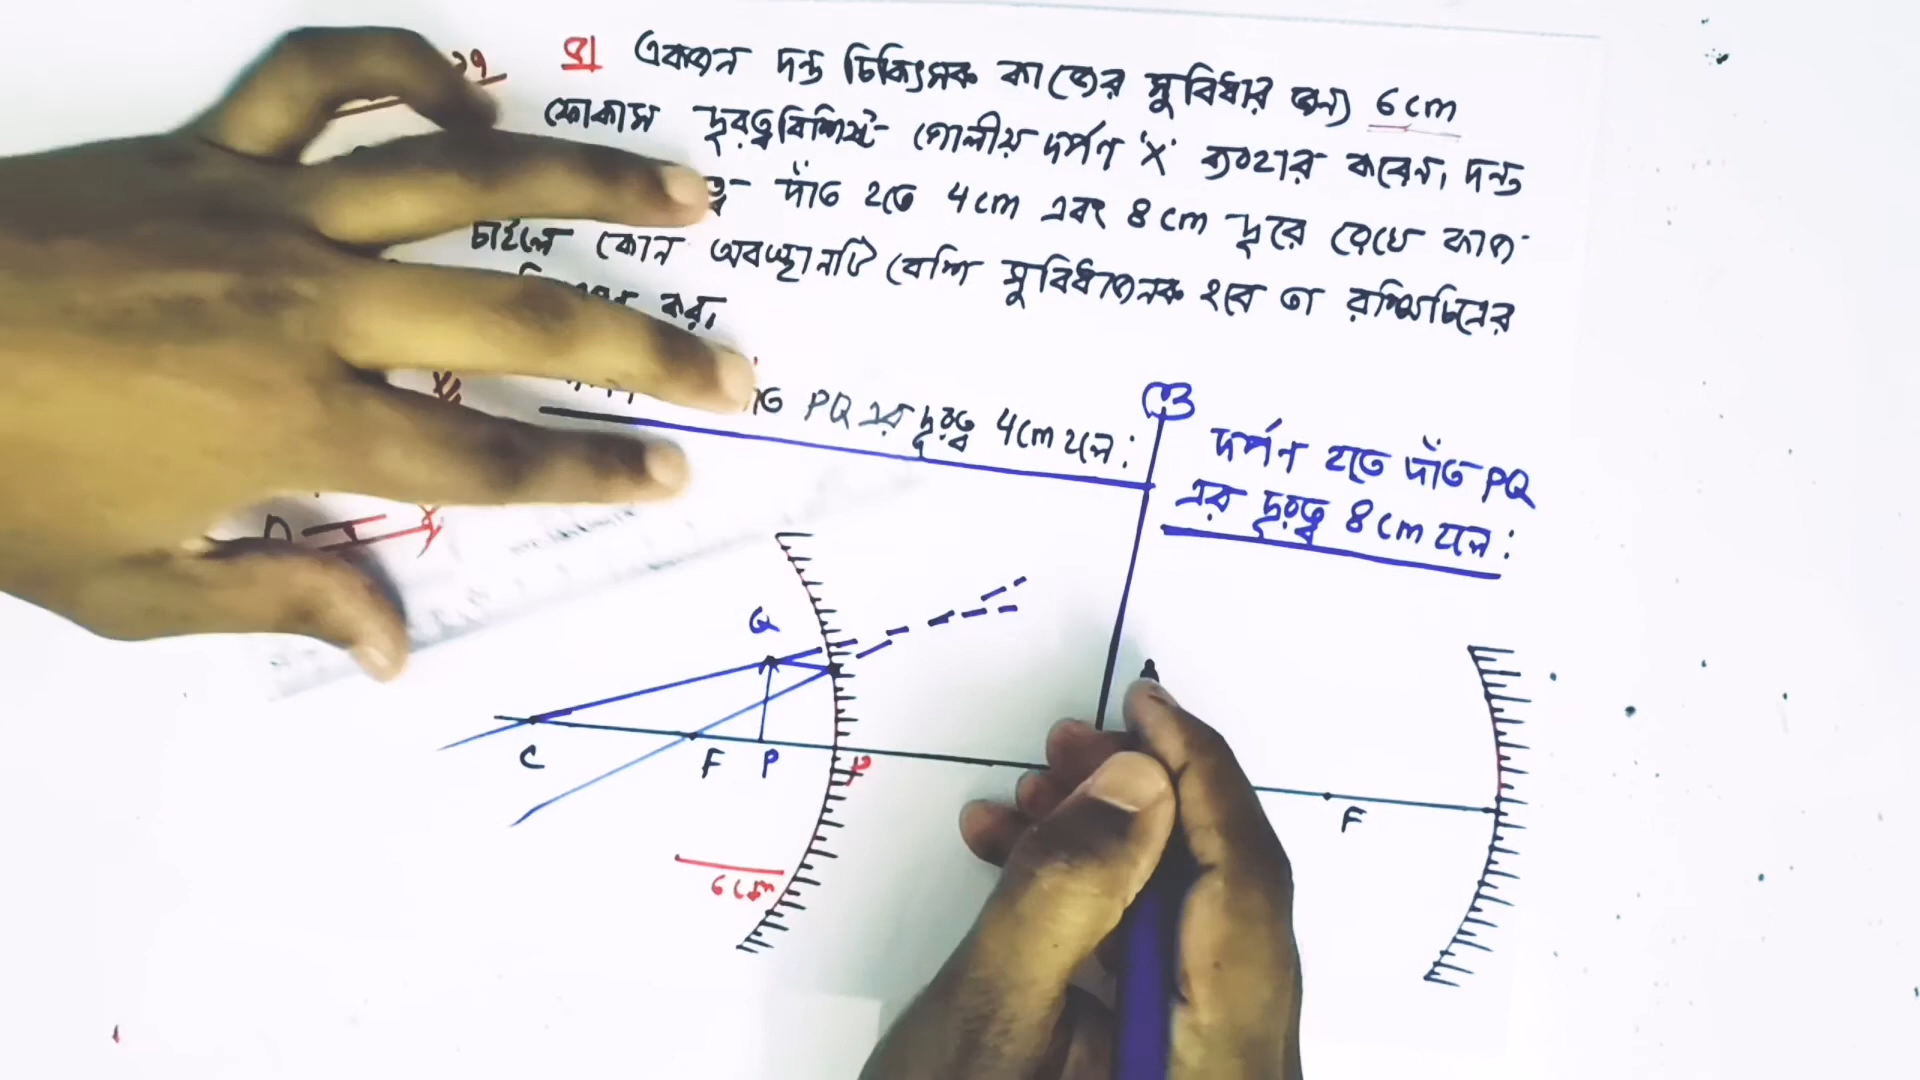 ২৭
ঙ। একজন দন্ত চিকিৎসক কাজের সুবিধার জন্য 6cm
ফোকাস দূরত্ববিশিষ্ট গোলীয় দর্পণ 'X' ব্যবহার করেন। দন্ত
দাঁত হতে 4cm এবং 8cm দূরে রেখে কাজ
চাইলে কোন অবস্থানটি বেশি সুবিধাজনক হবে তা রশ্মিচিত্রের
কর।
PQ এর দূরত্ব 4cm হলে:
দর্পণ হতে দাঁত PQ
এর দূরত্ব 8cm হলে:
Q
C F P P
6cm
F